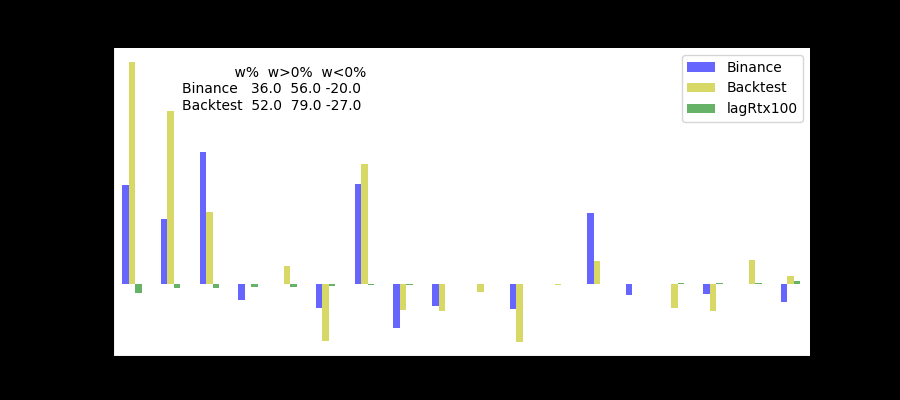 w% w>0% w<0%
Binance 36.0 56.0 -20.0
Backtest 52.0 79.0 -27.0
Binance
Backtest
lagRtx100